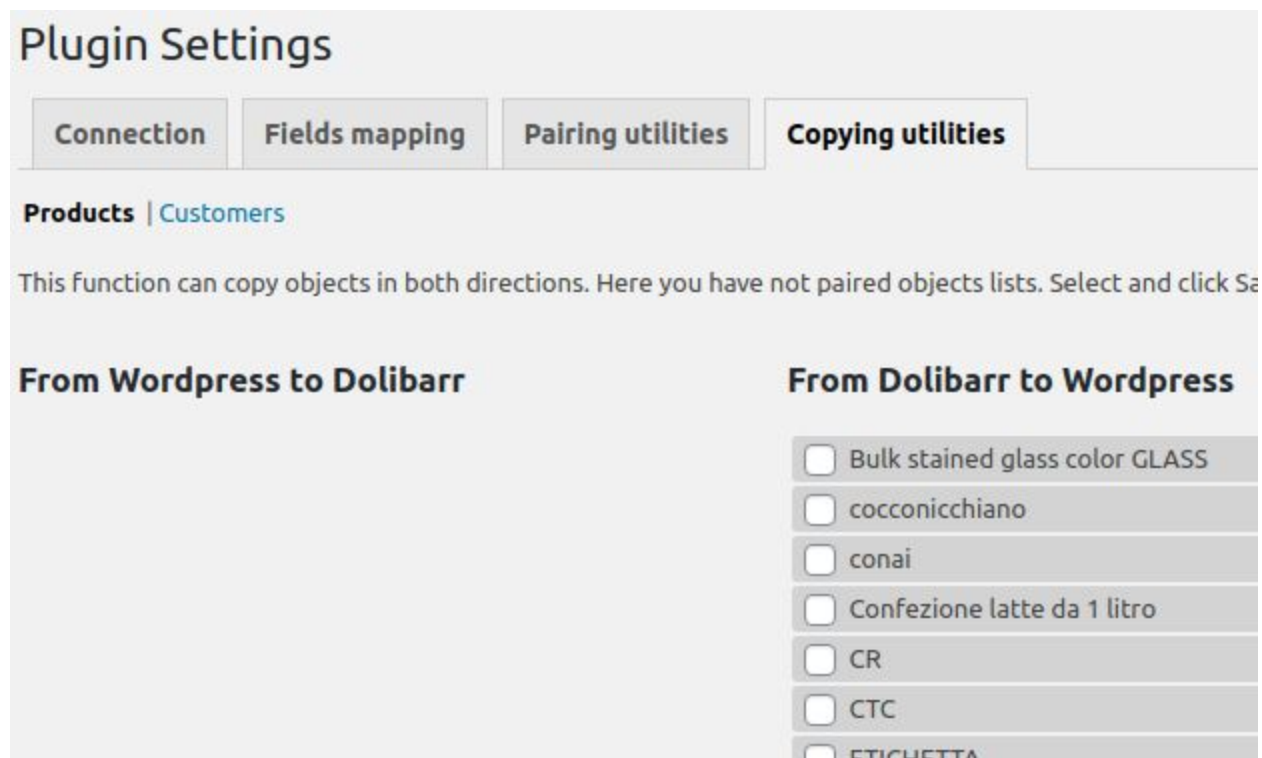 Plugin Settings
Connection Fields mapping Pairing utilities Copying utilities
Products | Customers
This function can copy objects in both directions. Here you have not paired objects lists. Select and click Sa
From Wordpress to Dolibarr
From Dolibarr to Wordpress
Bulk stained glass color GLASS
cocconicchiano
conai
Confezione latte da 1 litro
CR
CTC
ETICHETTA